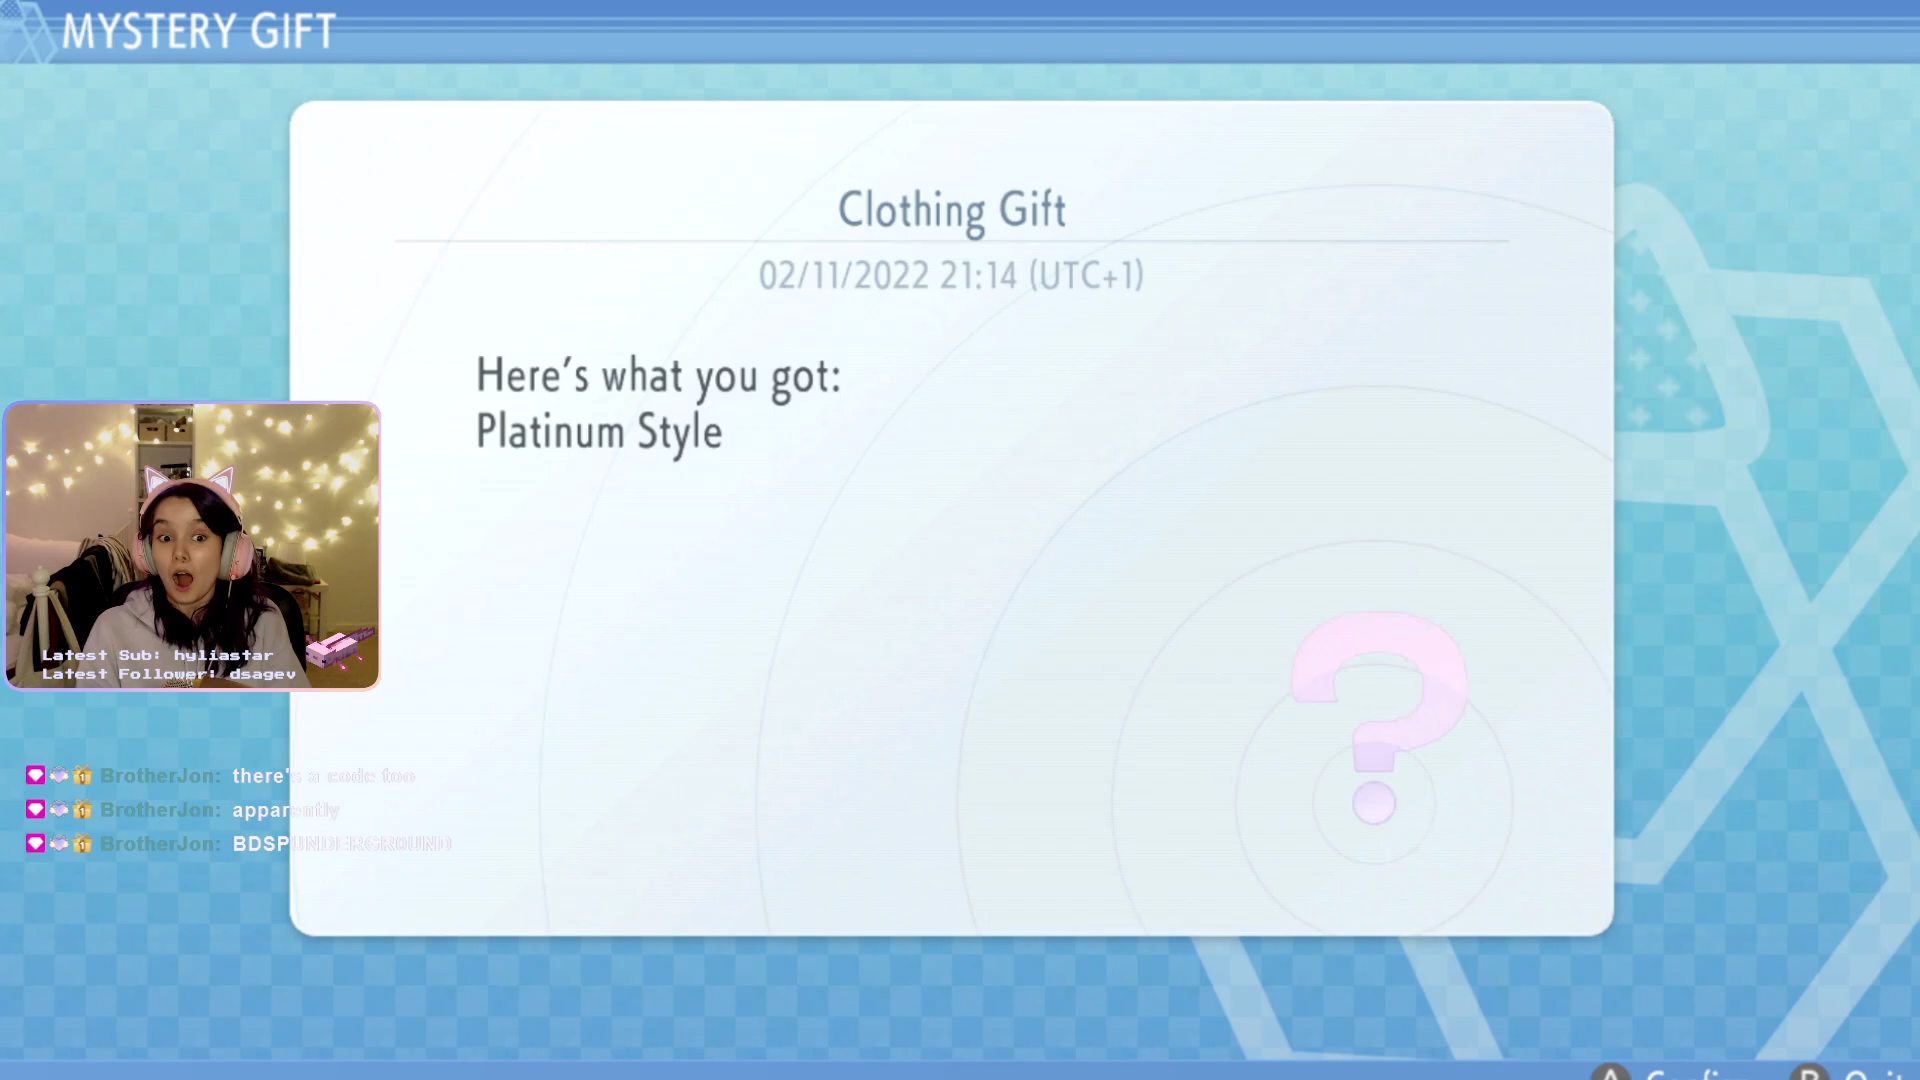 MYSTERY GIFT
Clothing Gift
02/11/2022 21:14 (UTC+1)
Here's what you got:
Platinum Style
Latest Sub: hyliastar
Latest Follower: dsagev
BrotherJon: there's a code too
BrotherJon: apparently
BrotherJon: BDSPUNDERGROUND